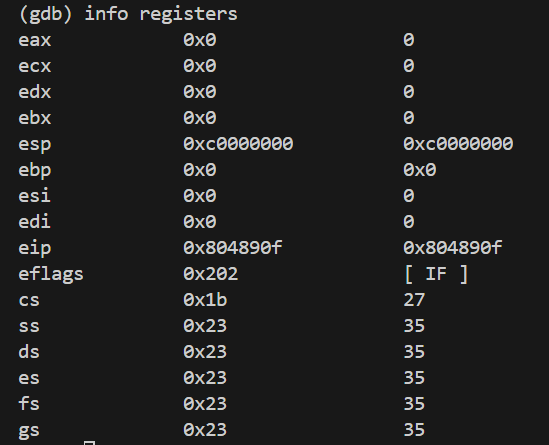 (gdb) info registers
eax 0x0 0
ecx 0x0 0
edx 0x0 0
ebx 0x0 0
esp 0xc0000000 0xc0000000
ebp 0x0 0x0
esi 0x0 0
edi 0x0 0
eip 0x804890f 0x804890f
eflags 0x202 [ IF ]
cs 0x1b 27
ss 0x23 35
ds 0x23 35
es 0x23 35
fs 0x23 35
gs 0x23 35